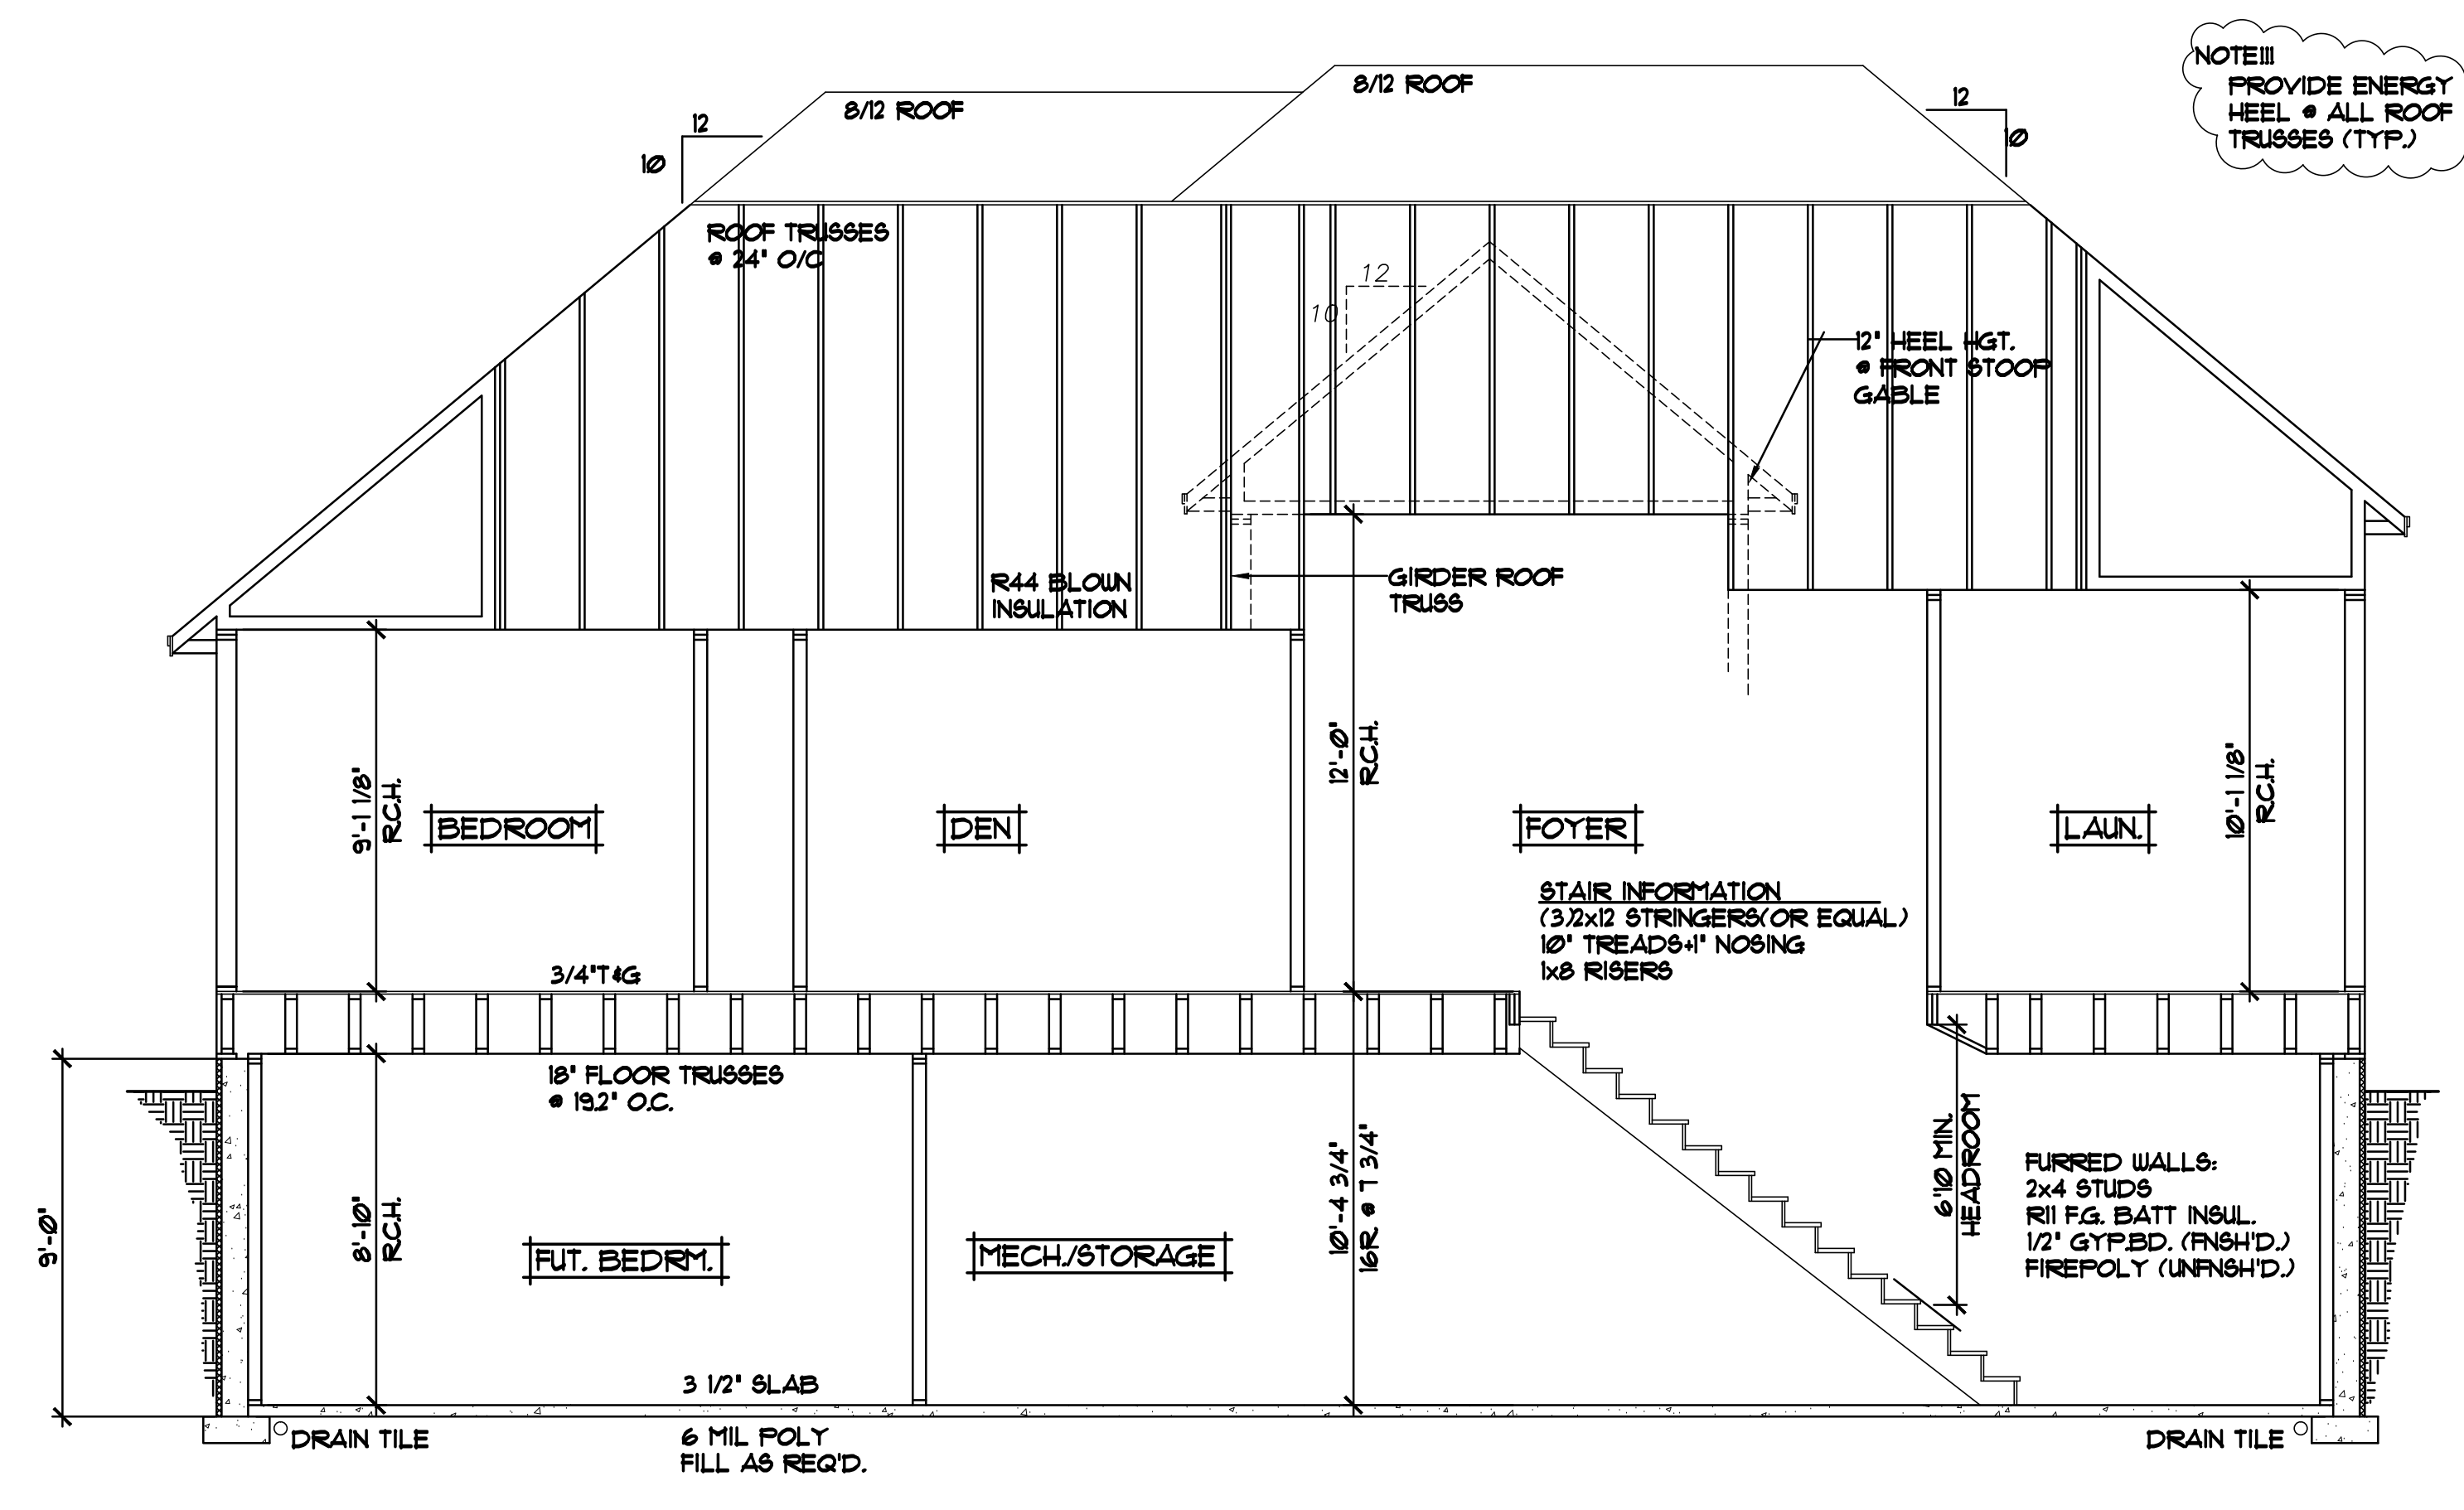 NOTE!!!
PROVIDE ENERGY
HEEL @ ALL ROOF
TRUSSES (TYP.)
8/12 ROOF
8/12 ROOF
12
10
12
10
ROOF TRUSSES
@ 24" O/C
12
10
12" HEEL HGT.
@ FRONT STOOP
GABLE
R44 BLOWN
INSULATION
GIRDER ROOF
TRUSS
9'-1 1/8"
R.C.H.
BEDROOM
DEN
12'-0"
R.C.H.
FOYER
LAUN.
10'-1 1/8"
R.C.H.
STAIR INFORMATION
(3)2x12 STRINGERS(OR EQUAL)
10" TREADS+1" NOSING
1x8 RISERS
3/4"T&G
18" FLOOR TRUSSES
@ 19.2" O.C.
9'-0"
8'-10"
R.C.H.
FUT. BEDRM.
MECH./STORAGE
10'-4 3/4"
16R @ 7 3/4"
6'10 MIN.
HEADROOM
FURRED WALLS:
2x4 STUDS
R11 F.G. BATT INSUL.
1/2" GYP.BD. (FNSH'D.)
FIREPOLY (UNFNSH'D.)
3 1/2" SLAB
DRAIN TILE
6 MIL POLY
FILL AS REQ'D.
DRAIN TILE